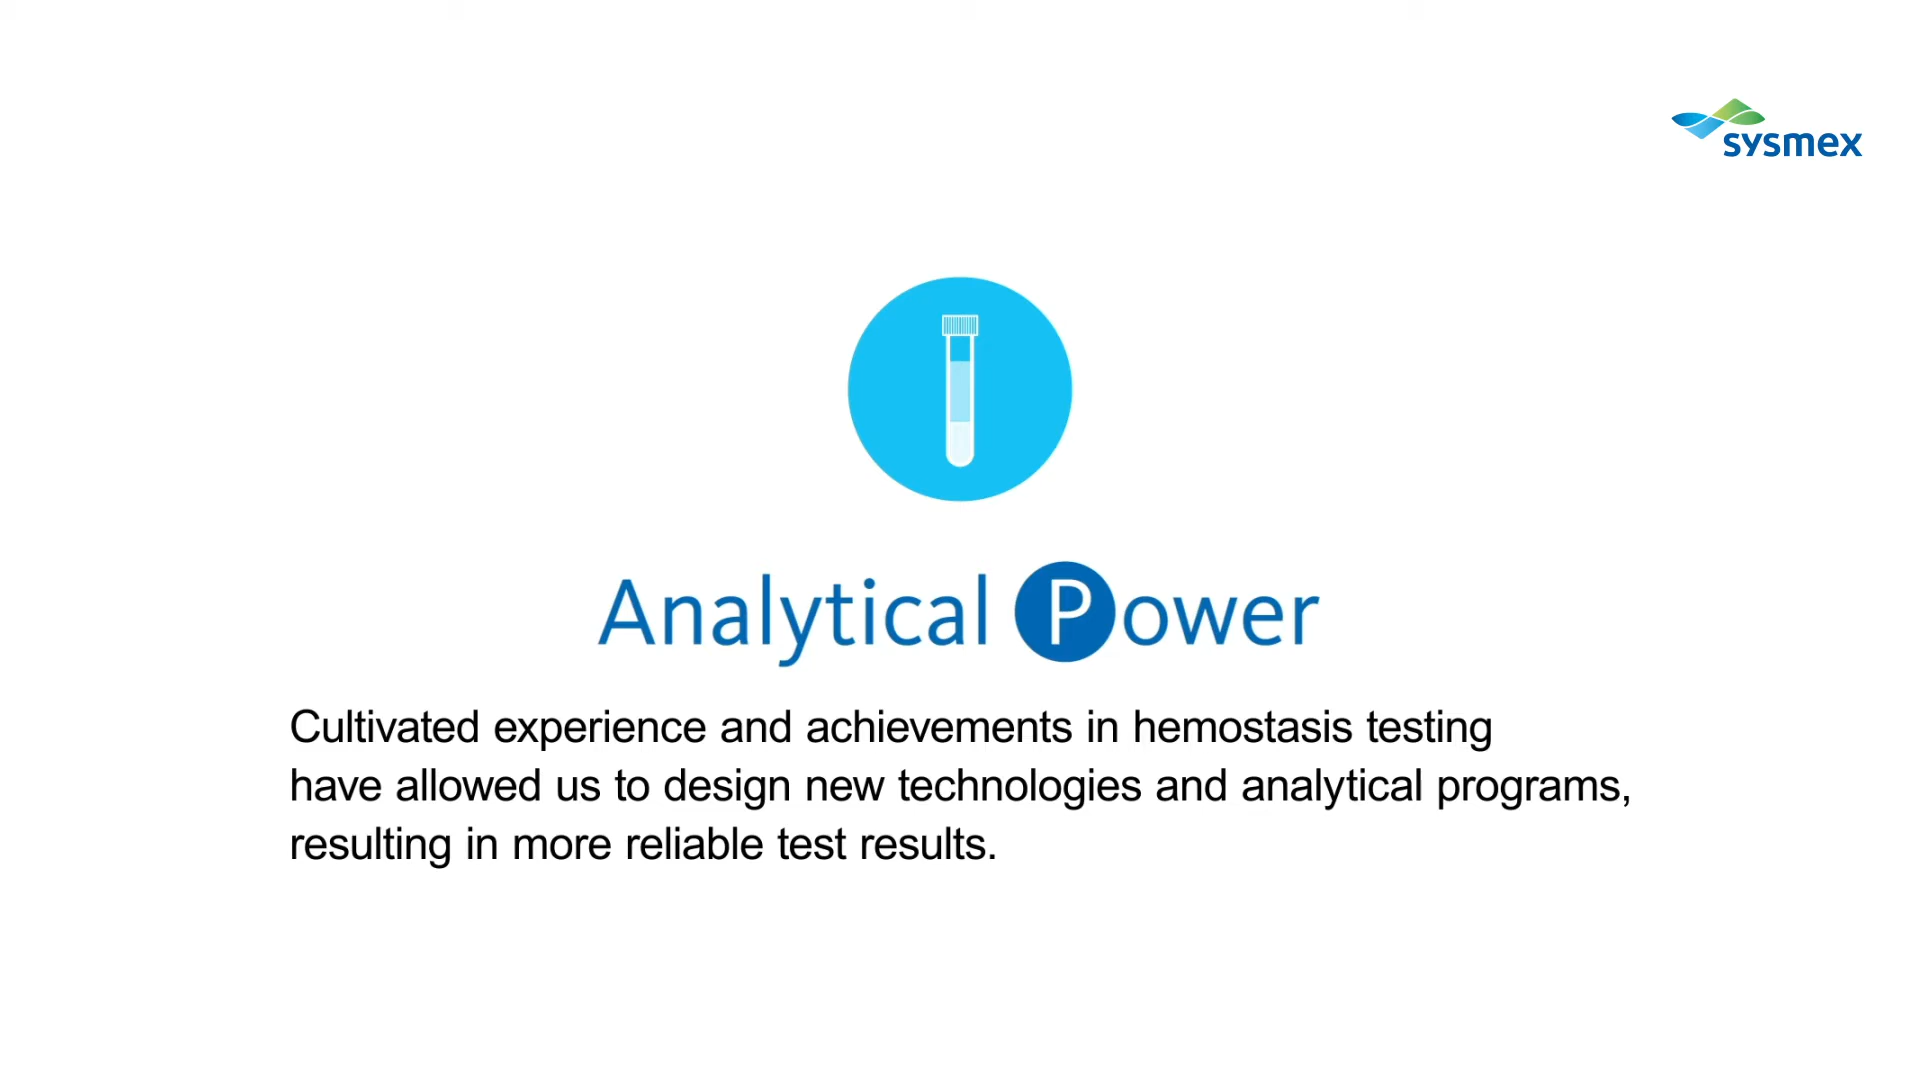 sysmex
Analytical Power
Cultivated experience and achievements in hemostasis testing
have allowed us to design new technologies and analytical programs,
resulting in more reliable test results.